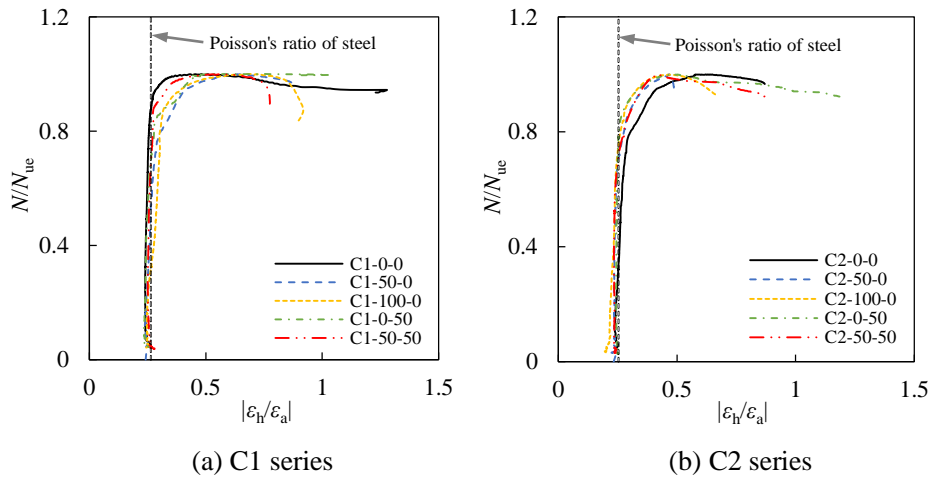 1.2
Poisson's ratio of steel
0.8
N/Nue
0.4
C1-0-0
C1-50-0
C1-100-0
C1-0-50
C1-50-50
0
0 0.5 1 1.5
|εh/εa|
(a) C1 series
1.2
Poisson's ratio of steel
0.8
N/Nue
0.4
C2-0-0
C2-50-0
C2-100-0
C2-0-50
C2-50-50
0
0 0.5 1 1.5
|εh/εa|
(b) C2 series